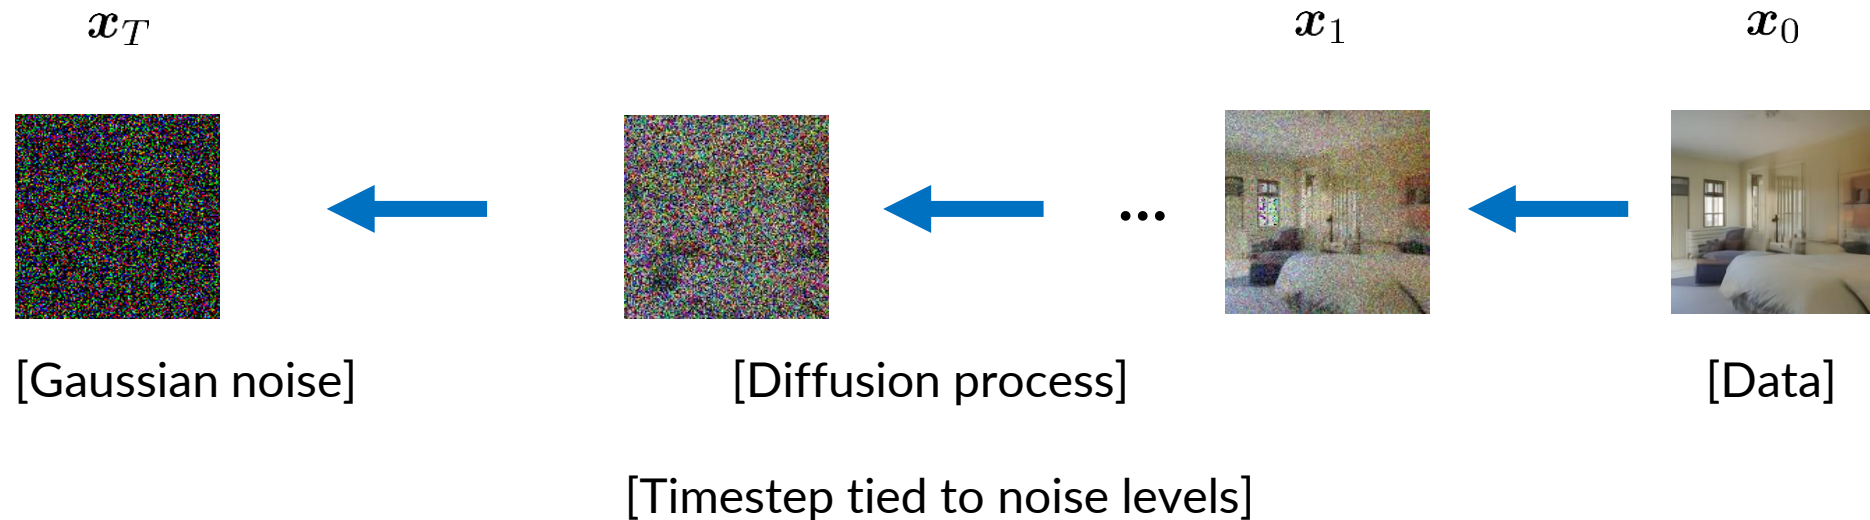 x_T x_1 x_0
...
[Gaussian noise] [Diffusion process] [Data]
[Timestep tied to noise levels]